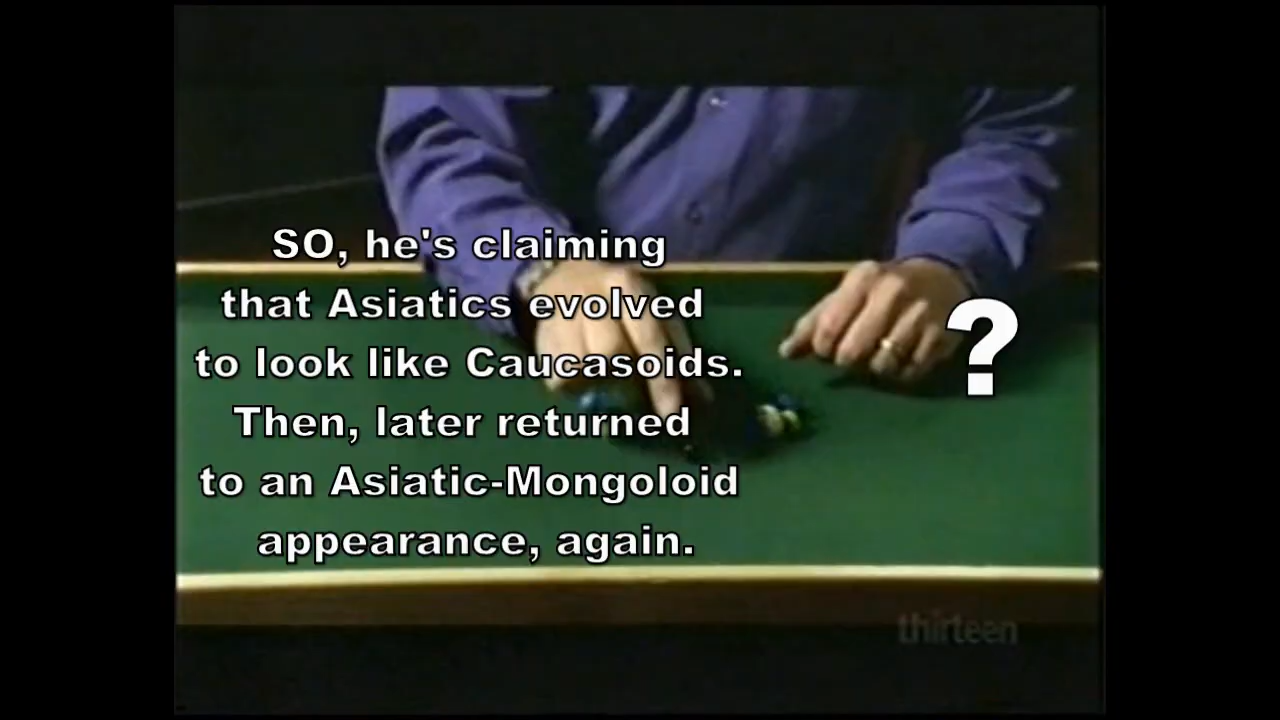 SO, he's claiming
that Asiatics evolved
to look like Caucasoids.
Then, later returned
to an Asiatic-Mongoloid
appearance, again.
?
thirteen